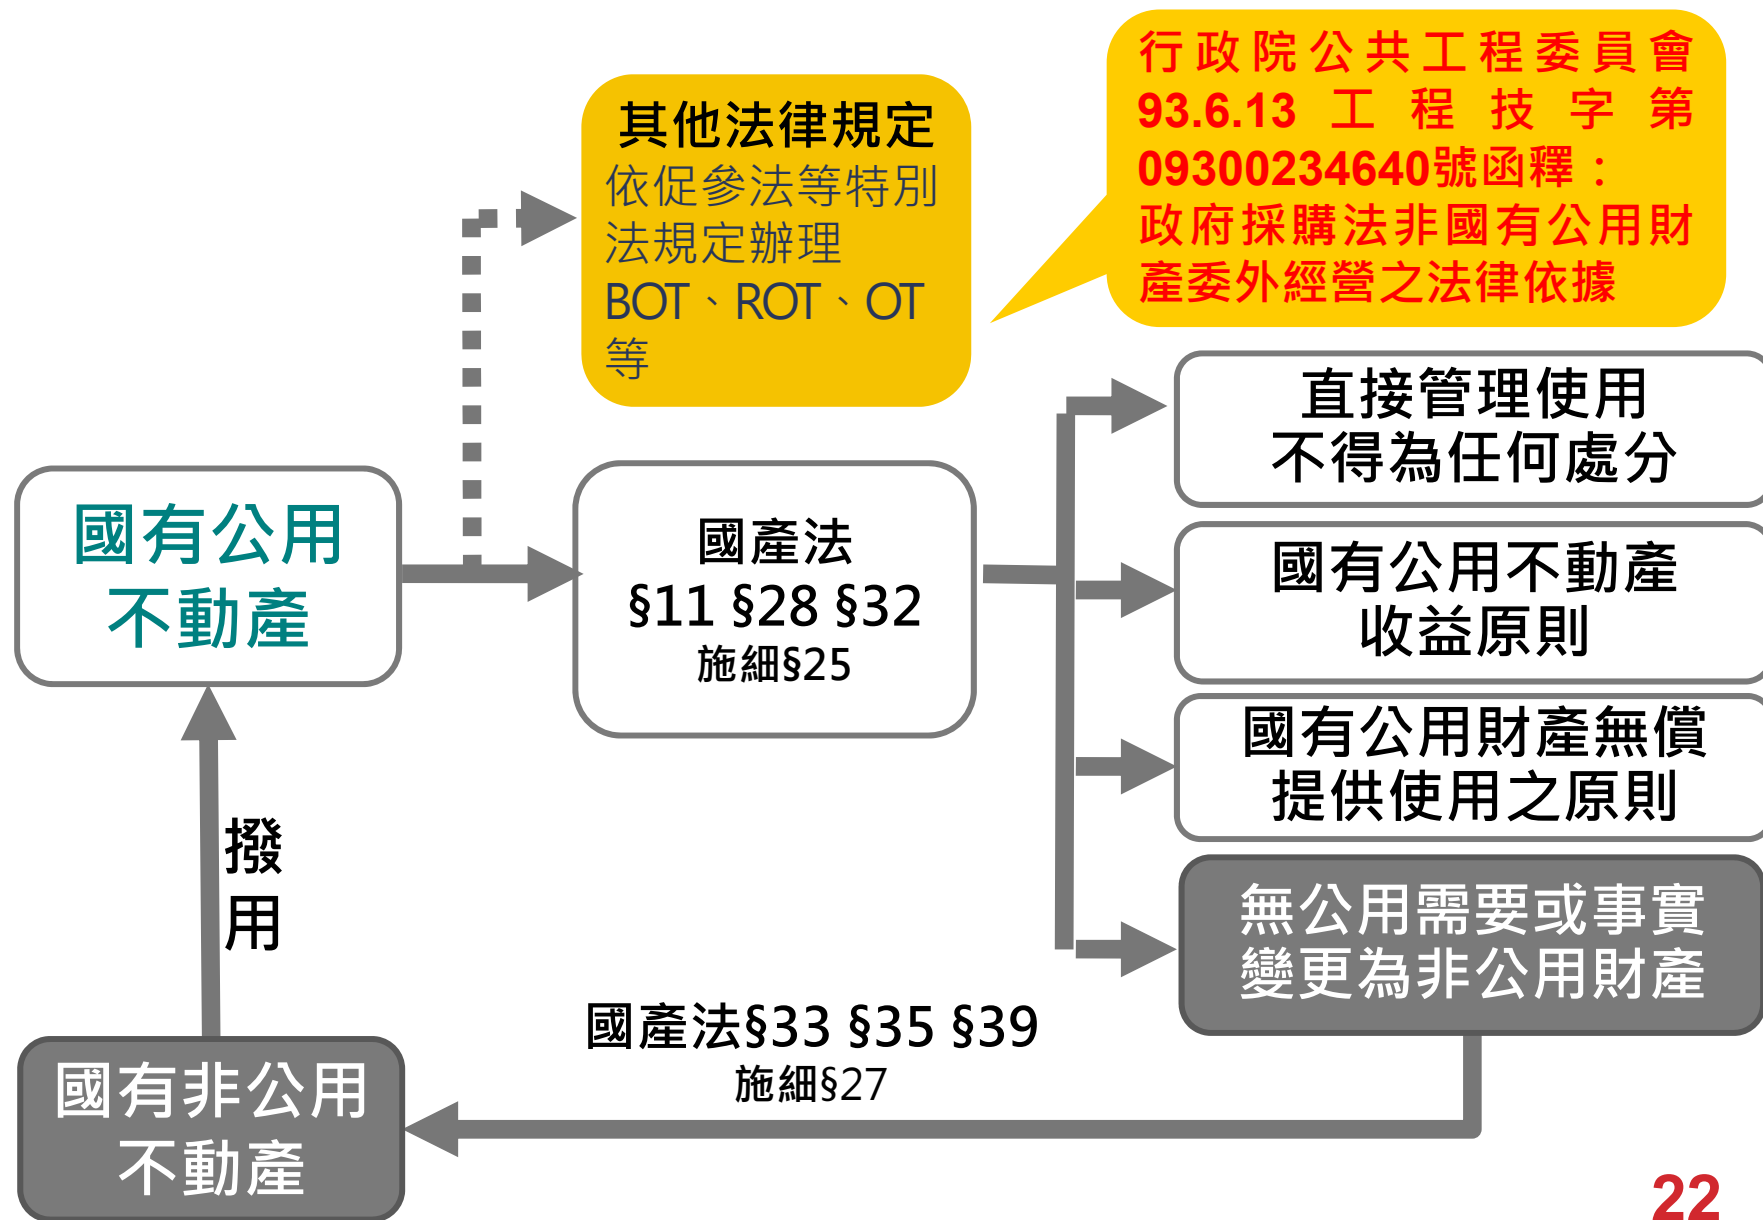 行政院公共工程委員會
93.6.13工程技字第
09300234640號函釋：
政府採購法非國有公用財
產委外經營之法律依據
其他法律規定
依促參法等特別
法規定辦理
BOT、ROT、OT
等
國有公用
不動產
國產法
§11 §28 §32
施細§25
直接管理使用
不得為任何處分
國有公用不動產
收益原則
國有公用財產無償
提供使用之原則
無公用需要或事實
變更為非公用財產
撥
用
國產法§33 §35 §39
施細§27
國有非公用
不動產
22